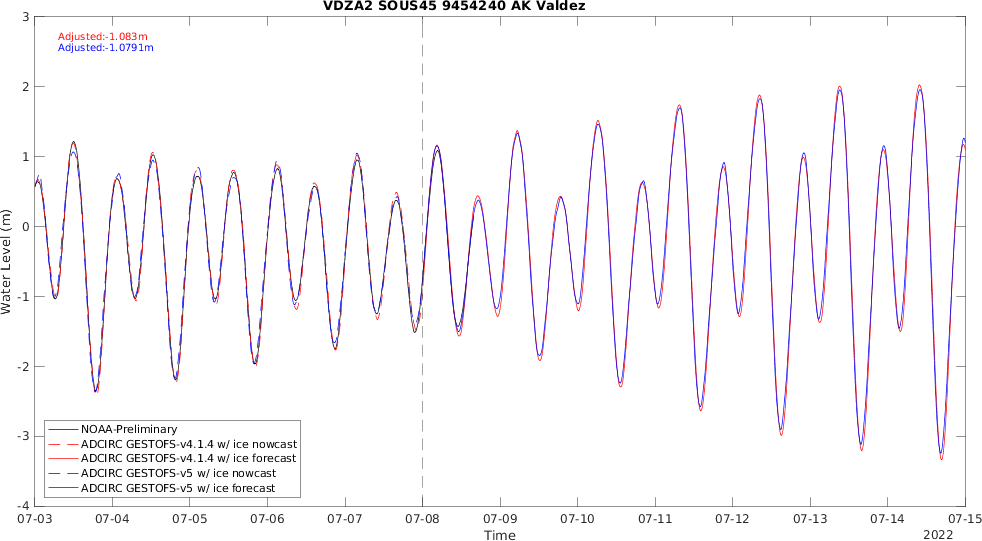 VDZA2 SOUS45 9454240 AK Valdez
Adjusted:-1.083m
Adjusted:-1.0791m
3
2
1
0
-1
-2
-3
-4
Water Level (m)
NOAA-Preliminary
ADCIRC GESTOFS-v4.1.4 w/ ice nowcast
ADCIRC GESTOFS-v4.1.4 w/ ice forecast
ADCIRC GESTOFS-v5 w/ ice nowcast
ADCIRC GESTOFS-v5 w/ ice forecast
07-03 07-04 07-05 07-06 07-07 07-08 07-09 07-10 07-11 07-12 07-13 07-14 07-15
Time
2022